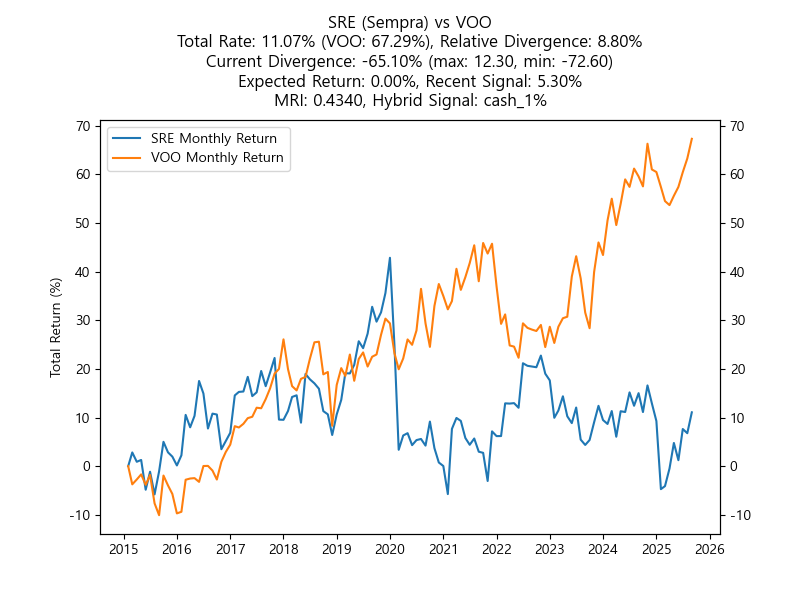 SRE (Sempra) vs VOO
Total Rate: 11.07% (VOO: 67.29%), Relative Divergence: 8.80%
Current Divergence: -65.10% (max: 12.30, min: -72.60)
Expected Return: 0.00%, Recent Signal: 5.30%
MRI: 0.4340, Hybrid Signal: cash_1%
SRE Monthly Return
VOO Monthly Return
Total Return (%)
70
60
50
40
30
20
10
0
-10
70
60
50
40
30
20
10
0
-10
2015 2016 2017 2018 2019 2020 2021 2022 2023 2024 2025 2026